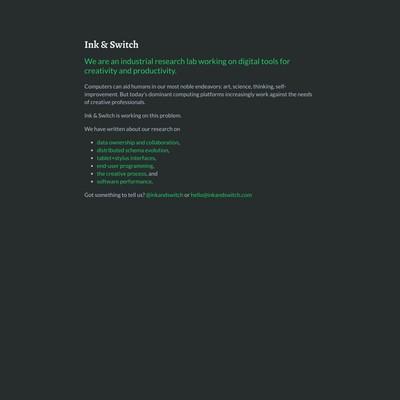 Ink & Switch
We are an industrial research lab working on digital tools for
creativity and productivity.
Computers can aid humans in our most noble endeavors: art, science, thinking, self-
improvement. But today's dominant computing platforms increasingly work against the needs
of creative professionals.
Ink & Switch is working on this problem.
We have written about our research on
• data ownership and collaboration,
• distributed schema evolution,
• tablet+stylus interfaces,
• end-user programming,
• the creative process, and
• software performance.
Got something to tell us? @inkandswitch or hello@inkandswitch.com